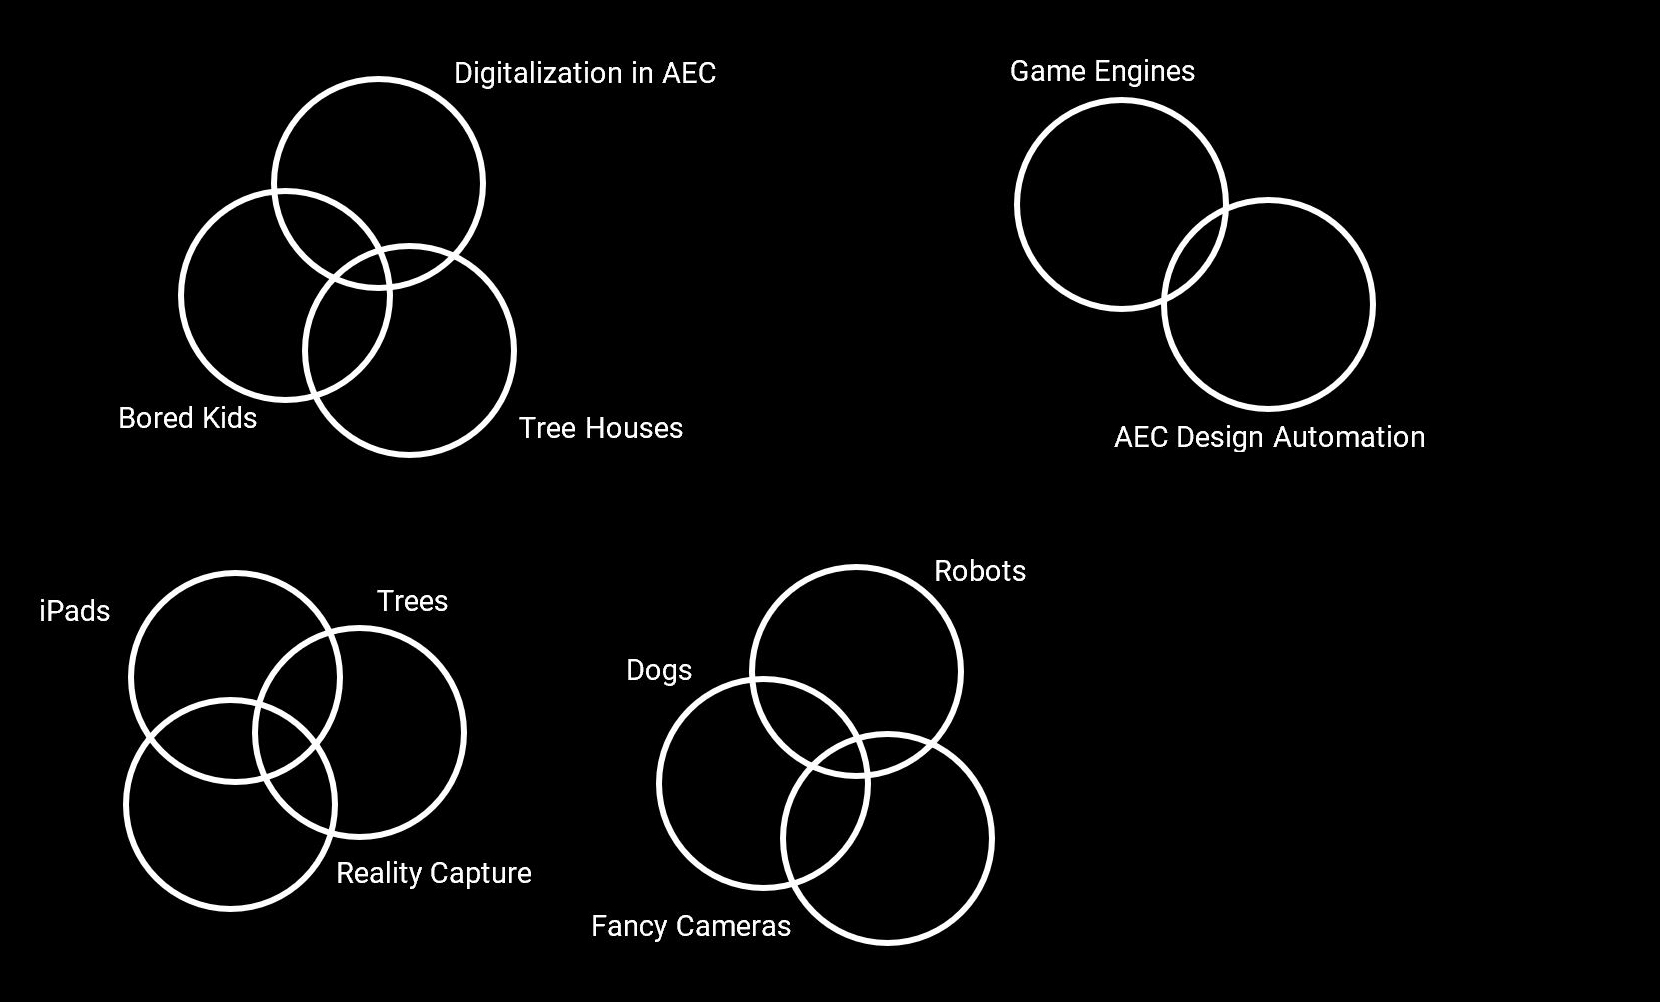 Digitalization in AEC
Bored Kids
Tree Houses
Game Engines
AEC Design Automation
iPads
Trees
Reality Capture
Robots
Dogs
Fancy Cameras